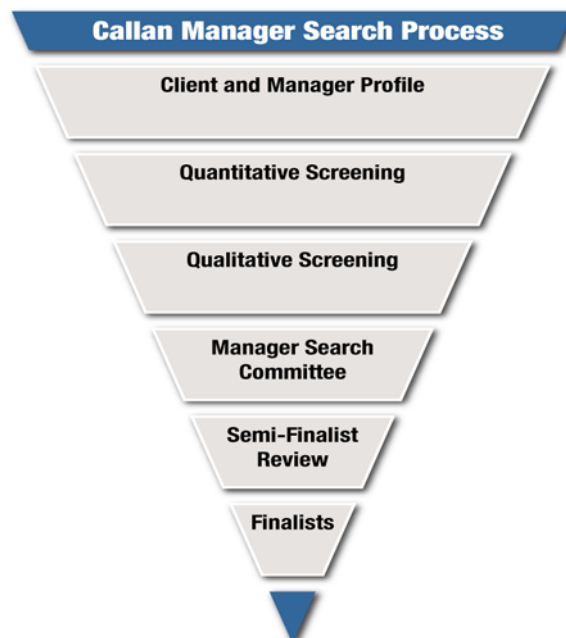 Callan Manager Search Process
Client and Manager Profile
Quantitative Screening
Qualitative Screening
Manager Search
Committee
Semi-Finalist
Review
Finalists